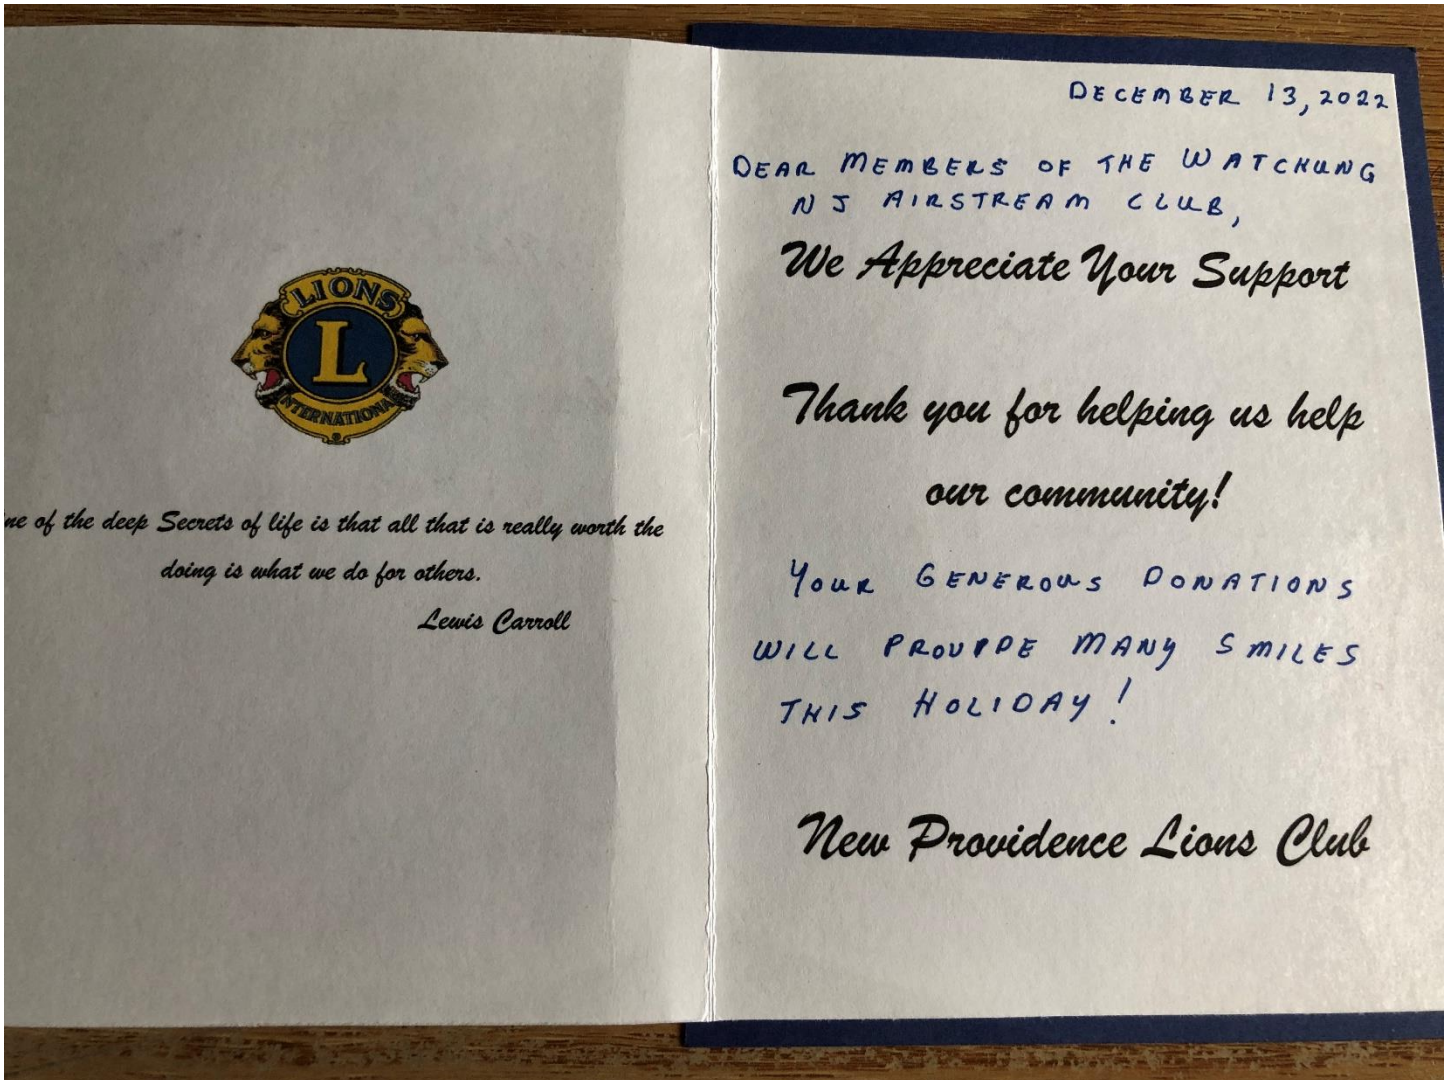 LIONS
L
INTERNATIONAL
ne of the deep Secrets of life is that all that is really worth the
doing is what we do for others.
Lewis Carroll
DECEMBER 13, 2022
DEAR MEMBERS OF THE WATCHUNG
NJ AIRSTREAM CLUB,
We Appreciate Your Support
Thank you for helping us help
our community!
YOUR GENEROUS DONATIONS
WILL PROVIDE MANY SMILES
THIS HOLIDAY!
New Providence Lions Club